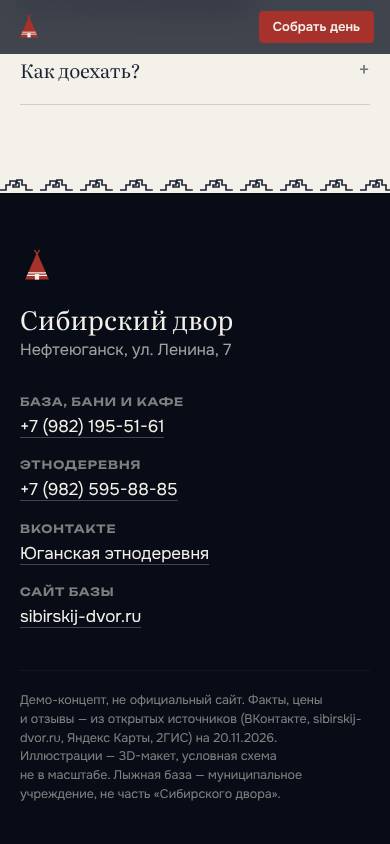 Собрать день
Как доехать?
+
Сибирский двор
Нефтеюганск, ул. Ленина, 7
БАЗА, БАНИ И КАФЕ
+7 (982) 195-51-61
ЭТНОДЕРЕВНЯ
+7 (982) 595-88-85
ВКОНТАКТЕ
Юганская этнодеревня
САЙТ БАЗЫ
sibirskij-dvor.ru
Демо-концепт, не официальный сайт. Факты, цены
и отзывы — из открытых источников (ВКонтакте, sibirskij-
dvor.ru, Яндекс Карты, 2ГИС) на 20.11.2026.
Иллюстрации — 3D-макет, условная схема
не в масштабе. Лыжная база — муниципальное
учреждение, не часть «Сибирского двора».